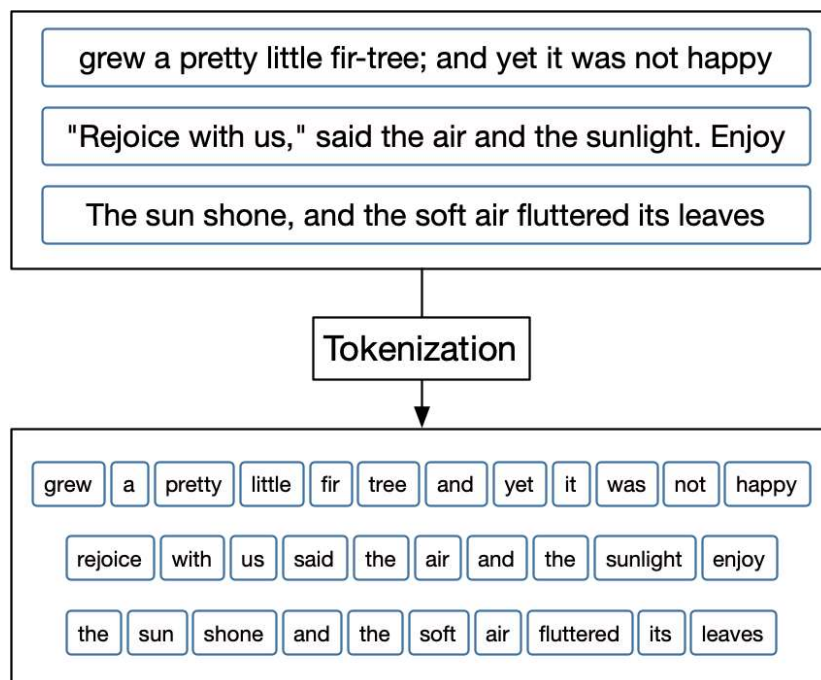 grew a pretty little fir-tree; and yet it was not happy
"Rejoice with us," said the air and the sunlight. Enjoy
The sun shone, and the soft air fluttered its leaves
Tokenization
grew a pretty little fir tree and yet it was not happy
rejoice with us said the air and the sunlight enjoy
the sun shone and the soft air fluttered its leaves